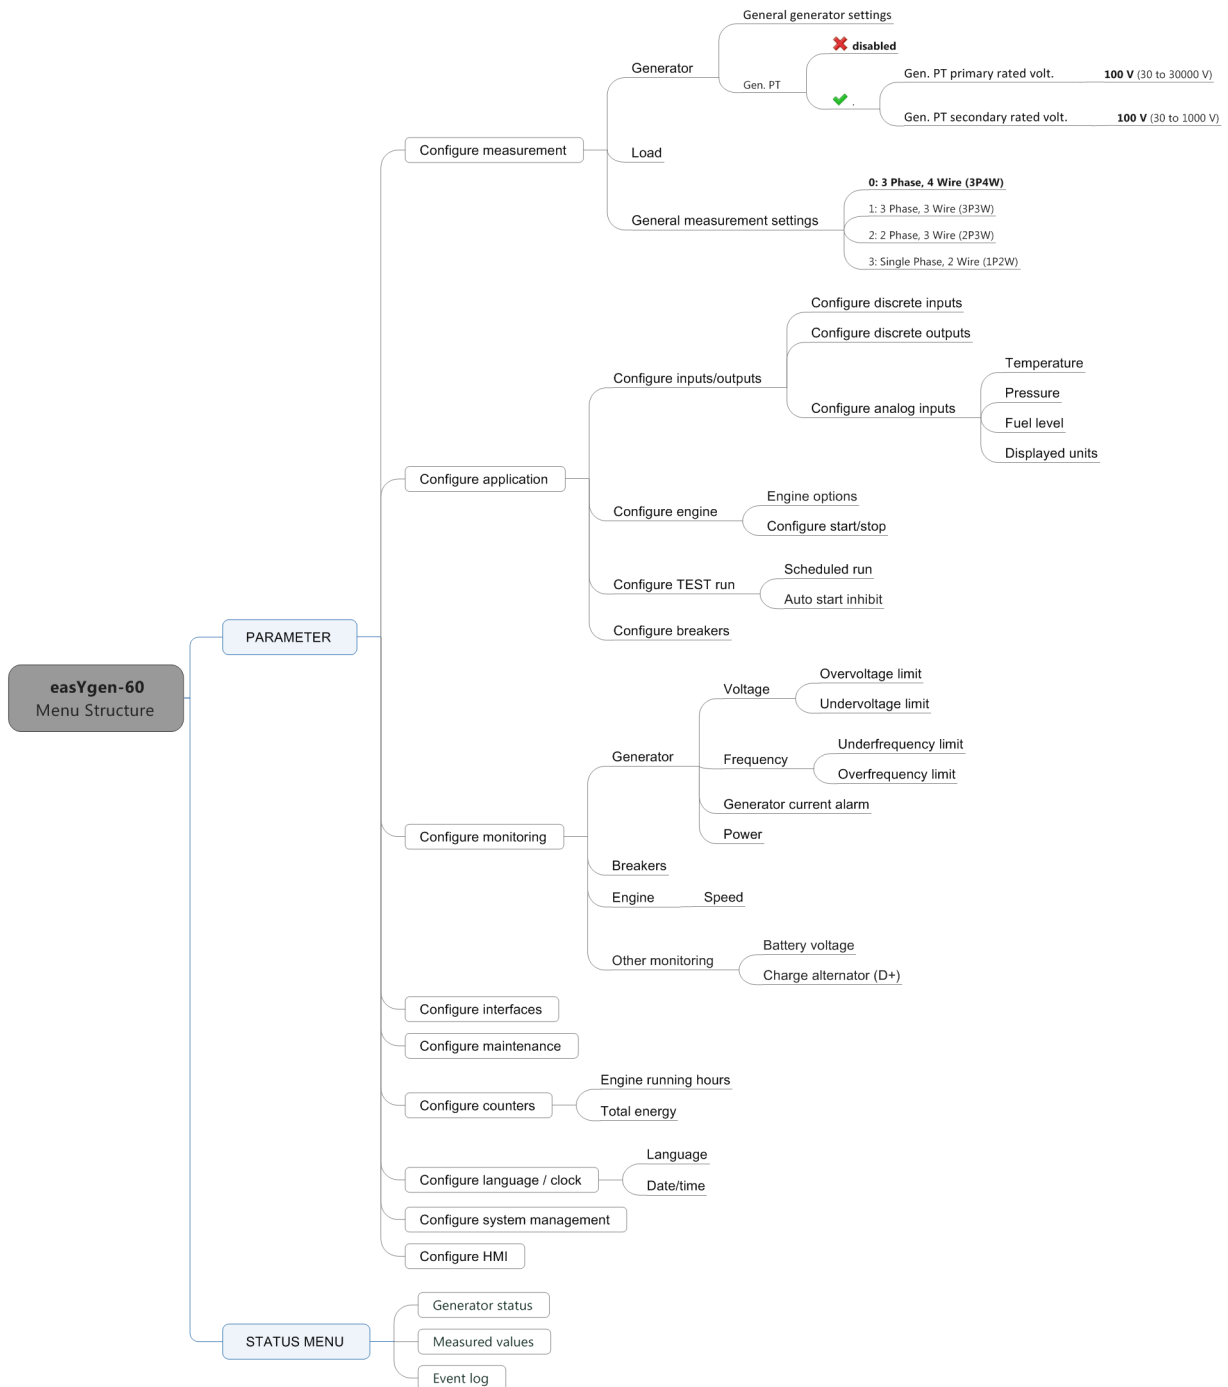 easYgen-60
Menu Structure
PARAMETER
Configure measurement
Generator
General generator settings
Gen. PT
disabled
.
Gen. PT primary rated volt.
100 V (30 to 30000 V)
Gen. PT secondary rated volt.
100 V (30 to 1000 V)
Load
General measurement settings
0: 3 Phase, 4 Wire (3P4W)
1: 3 Phase, 3 Wire (3P3W)
2: 2 Phase, 3 Wire (2P3W)
3: Single Phase, 2 Wire (1P2W)
Configure application
Configure inputs/outputs
Configure discrete inputs
Configure discrete outputs
Configure analog inputs
Temperature
Pressure
Fuel level
Displayed units
Configure engine
Engine options
Configure start/stop
Configure TEST run
Scheduled run
Auto start inhibit
Configure breakers
Configure monitoring
Generator
Voltage
Overvoltage limit
Undervoltage limit
Frequency
Underfrequency limit
Overfrequency limit
Generator current alarm
Power
Breakers
Engine
Speed
Other monitoring
Battery voltage
Charge alternator (D+)
Configure interfaces
Configure maintenance
Configure counters
Engine running hours
Total energy
Configure language / clock
Language
Date/time
Configure system management
Configure HMI
STATUS MENU
Generator status
Measured values
Event log